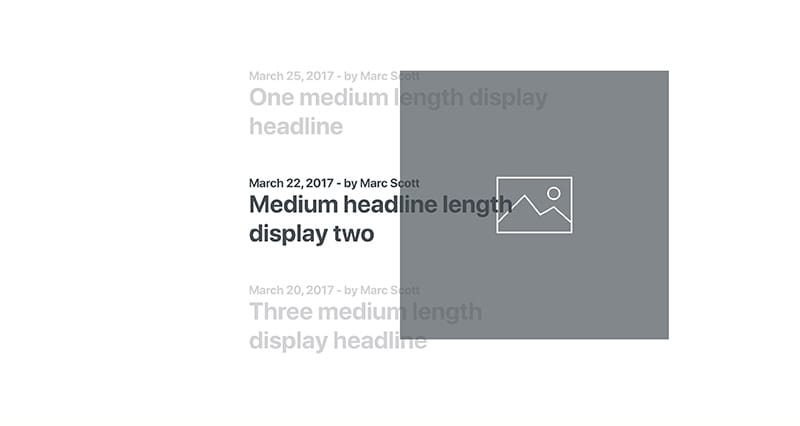 March 25, 2017 - by Marc Scott
One medium length display
headline
March 22, 2017 - by Marc Scott
Medium headline length
display two
March 20, 2017 - by Marc Scott
Three medium length
display headline